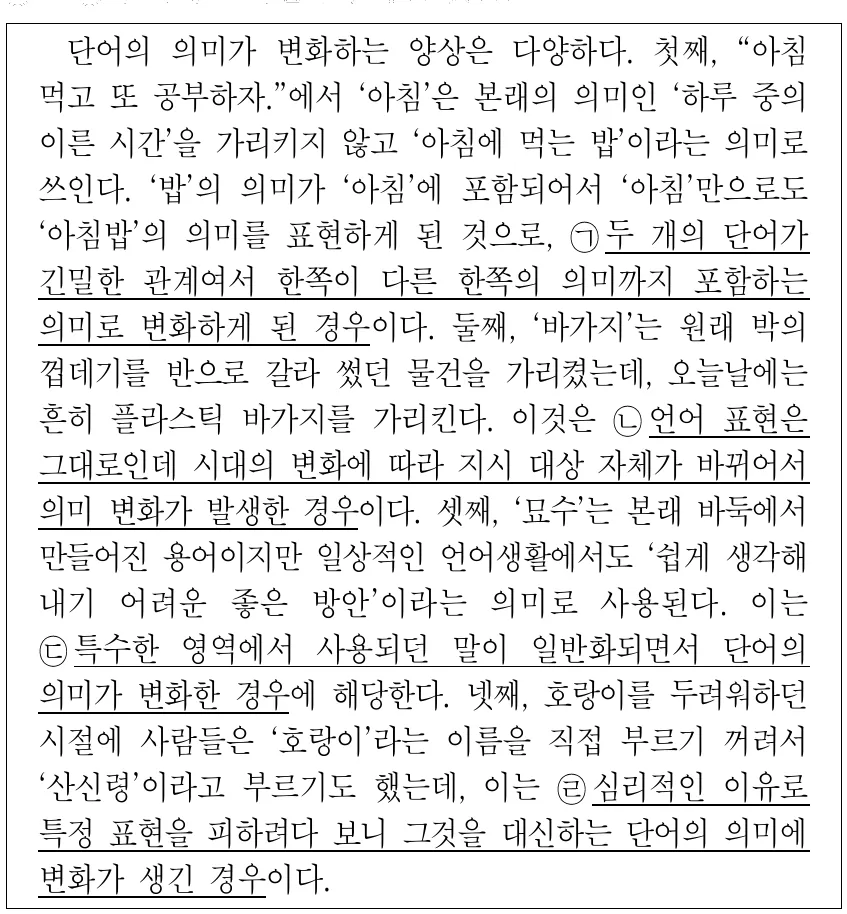 단어의 의미가 변화하는 양상은 다양하다. 첫째, “아침
먹고 또 공부하자.”에서 ‘아침’은 본래의 의미인 ‘하루 중의
이른 시간’을 가리키지 않고 ‘아침에 먹는 밥’이라는 의미로
쓰인다. ‘밥’의 의미가 ‘아침’에 포함되어서 ‘아침’만으로도
‘아침밥’의 의미를 표현하게 된 것으로, ㉠두 개의 단어가
긴밀한 관계여서 한쪽이 다른 한쪽의 의미까지 포함하는
의미로 변화하게 된 경우이다. 둘째, ‘바가지’는 원래 박의
껍데기를 반으로 갈라 썼던 물건을 가리켰는데, 오늘날에는
흔히 플라스틱 바가지를 가리킨다. 이것은 ㉡언어 표현은
그대로인데 시대의 변화에 따라 지시 대상 자체가 바뀌어서
의미 변화가 발생한 경우이다. 셋째, ‘묘수’는 본래 바둑에서
만들어진 용어이지만 일상적인 언어생활에서도 ‘쉽게 생각해
내기 어려운 좋은 방안’이라는 의미로 사용된다. 이는
㉢특수한 영역에서 사용되던 말이 일반화되면서 단어의
의미가 변화한 경우에 해당한다. 넷째, 호랑이를 두려워하던
시절에 사람들은 ‘호랑이’라는 이름을 직접 부르기 꺼려서
‘산신령’이라고 부르기도 했는데, 이는 ㉣심리적인 이유로
특정 표현을 피하려다 보니 그것을 대신하는 단어의 의미에
변화가 생긴 경우이다.